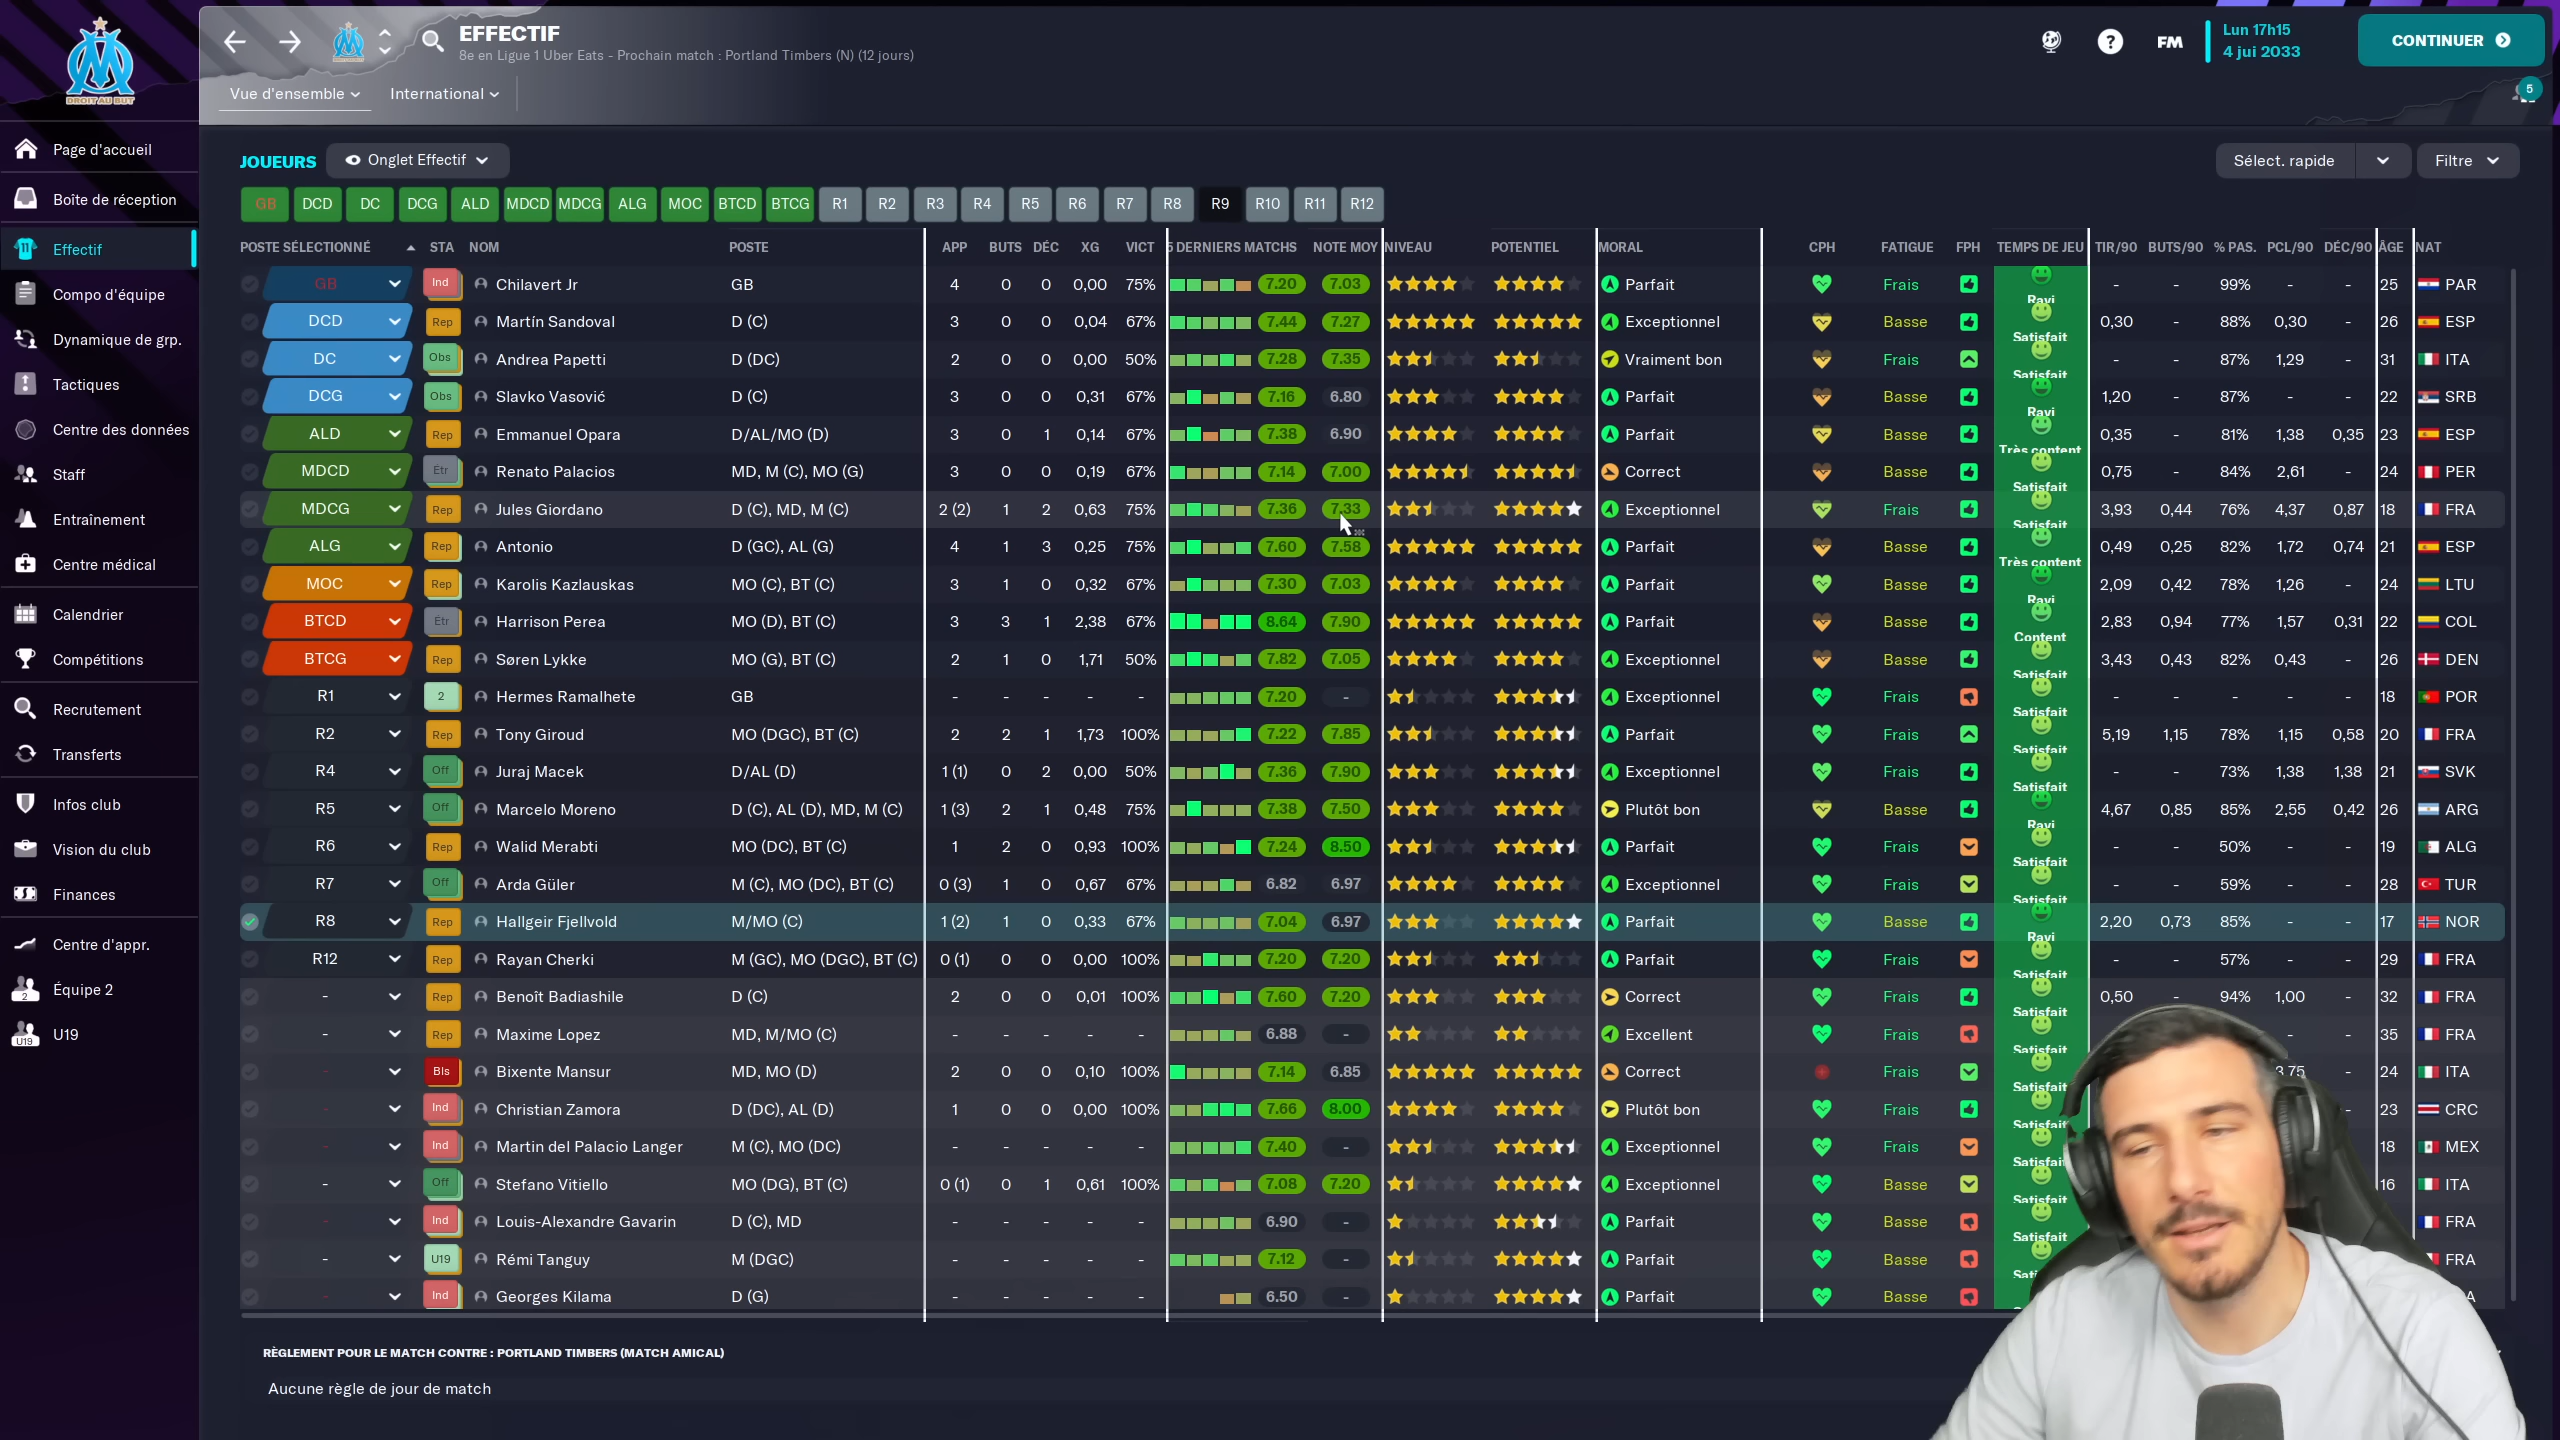 DROIT AU BUT
EFFECTIF
8e en Ligue 1 Uber Eats - Prochain match : Portland Timbers (N) (12 jours)
FM
Lun 17h15
4 jui 2033
CONTINUER
Vue d'ensemble
International
5
Page d'accueil
Boîte de réception
Effectif
Compo d'équipe
Dynamique de grp.
Tactiques
Centre des données
Staff
Entraînement
Centre médical
Calendrier
Compétitions
Recrutement
Transferts
Infos club
Vision du club
Finances
Centre d'appr.
2 Équipe 2
U19 U19
JOUEURS Onglet Effectif
Sélect. rapide
Filtre
GB DCD DC DCG ALD MDCD MDCG ALG MOC BTCD BTCG R1 R2 R3 R4 R5 R6 R7 R8 R9 R10 R11 R12
POSTE SÉLECTIONNÉ STA NOM POSTE APP BUTS DÉC XG VICT 5 DERNIERS MATCHS NOTE MOY NIVEAU POTENTIEL MORAL CPH FATIGUE FPH TEMPS DE JEU TIR/90 BUTS/90 % PAS. PCL/90 DÉC/90 ÂGE NAT
GB Ind Chilavert Jr GB 4 0 0 0,00 75% 7.20 7.03 Parfait Frais Ravi - - 99% - - 25 PAR
DCD Rep Martín Sandoval D (C) 3 0 0 0,04 67% 7.44 7.27 Exceptionnel Basse Satisfait 0,30 - 88% 0,30 - 26 ESP
DC Obs Andrea Papetti D (DC) 2 0 0 0,00 50% 7.28 7.35 Vraiment bon Frais Satisfait - - 87% 1,29 - 31 ITA
DCG Obs Slavko Vasović D (C) 3 0 0 0,31 67% 7.16 6.80 Parfait Basse Ravi 1,20 - 87% - - 22 SRB
ALD Rep Emmanuel Opara D/AL/MO (D) 3 0 1 0,14 67% 7.38 6.90 Parfait Basse Très content 0,35 - 81% 1,38 0,35 23 ESP
MDCD Étr Renato Palacios MD, M (C), MO (G) 3 0 0 0,19 67% 7.14 7.00 Correct Basse Satisfait 0,75 - 84% 2,61 - 24 PER
MDCG Rep Jules Giordano D (C), MD, M (C) 2 (2) 1 2 0,63 75% 7.36 7.33 Exceptionnel Frais Satisfait 3,93 0,44 76% 4,37 0,87 18 FRA
ALG Rep Antonio D (GC), AL (G) 4 1 3 0,25 75% 7.60 7.58 Parfait Basse Très content 0,49 0,25 82% 1,72 0,74 21 ESP
MOC Rep Karolis Kazlauskas MO (C), BT (C) 3 1 0 0,32 67% 7.30 7.03 Parfait Basse Ravi 2,09 0,42 78% 1,26 - 24 LTU
BTCD Étr Harrison Perea MO (D), BT (C) 3 3 1 2,38 67% 8.64 7.90 Parfait Basse Content 2,83 0,94 77% 1,57 0,31 22 COL
BTCG Rep Søren Lykke MO (G), BT (C) 2 1 0 1,71 50% 7.82 7.05 Exceptionnel Basse Satisfait 3,43 0,43 82% 0,43 - 26 DEN
R1 2 Hermes Ramalhete GB - - - - - 7.20 - Exceptionnel Frais Satisfait - - - - - 18 POR
R2 Rep Tony Giroud MO (DGC), BT (C) 2 2 1 1,73 100% 7.22 7.85 Parfait Frais Satisfait 5,19 1,15 78% 1,15 0,58 20 FRA
R4 Off Juraj Macek D/AL (D) 1 (1) 0 2 0,00 50% 7.36 7.90 Exceptionnel Frais Satisfait - - 73% 1,38 1,38 21 SVK
R5 Off Marcelo Moreno D (C), AL (D), MD, M (C) 1 (3) 2 1 0,48 75% 7.38 7.50 Plutôt bon Basse Ravi 4,67 0,85 85% 2,55 0,42 26 ARG
R6 Rep Walid Merabti MO (DC), BT (C) 1 2 0 0,93 100% 7.24 8.50 Parfait Frais Satisfait - - 50% - - 19 ALG
R7 Off Arda Güler M (C), MO (DC), BT (C) 0 (3) 1 0 0,67 67% 6.82 6.97 Exceptionnel Frais Satisfait - - 59% - - 28 TUR
R8 Rep Hallgeir Fjellvold M/MO (C) 1 (2) 1 0 0,33 67% 7.04 6.97 Parfait Basse Ravi 2,20 0,73 85% - - 17 NOR
R12 Rep Rayan Cherki M (GC), MO (DGC), BT (C) 0 (1) 0 0 0,00 100% 7.20 7.20 Parfait Frais Satisfait - - 57% - - 29 FRA
- Rep Benoît Badiashile D (C) 2 0 0 0,01 100% 7.60 7.20 Correct Frais Satisfait 0,50 - 94% 1,00 - 32 FRA
- Rep Maxime Lopez MD, M/MO (C) - - - - - 6.88 - Excellent Frais Satisfait - - 35 FRA
- Bls Bixente Mansur MD, MO (D) 2 0 0 0,10 100% 7.14 6.85 Correct Frais Satisfait 3,75 - 24 ITA
- Ind Christian Zamora D (DC), AL (D) 1 0 0 0,00 100% 7.66 8.00 Plutôt bon Frais Satisfait - 23 CRC
- Ind Martin del Palacio Langer M (C), MO (DC) - - - - - 7.40 - Exceptionnel Frais Satisfait - 18 MEX
- Off Stefano Vitiello MO (DG), BT (C) 0 (1) 0 1 0,61 100% 7.08 7.20 Exceptionnel Basse Satisfait 16 ITA
- Ind Louis-Alexandre Gavarin D (C), MD - - - - - 6.90 - Parfait Basse Satisfait FRA
- U19 Rémi Tanguy M (DGC) - - - - - 7.12 - Parfait Basse FRA
- Ind Georges Kilama D (G) - - - - - 6.50 - Parfait Basse
RÈGLEMENT POUR LE MATCH CONTRE : PORTLAND TIMBERS (MATCH AMICAL)
Aucune règle de jour de match